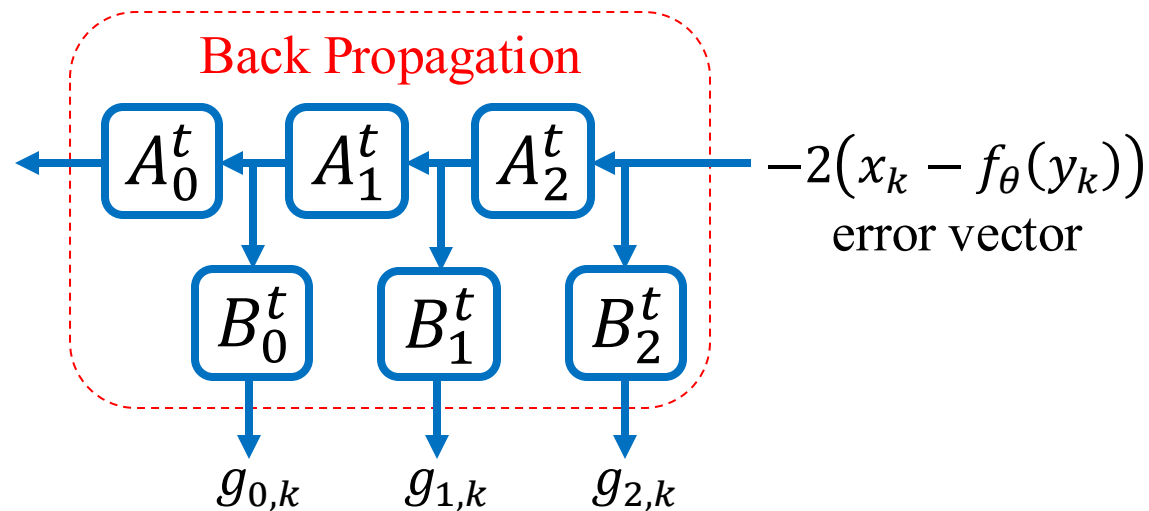 Back Propagation
A_0^t A_1^t A_2^t −2(x_k − f_θ(y_k))
error vector
B_0^t B_1^t B_2^t
g_{0,k} g_{1,k} g_{2,k}